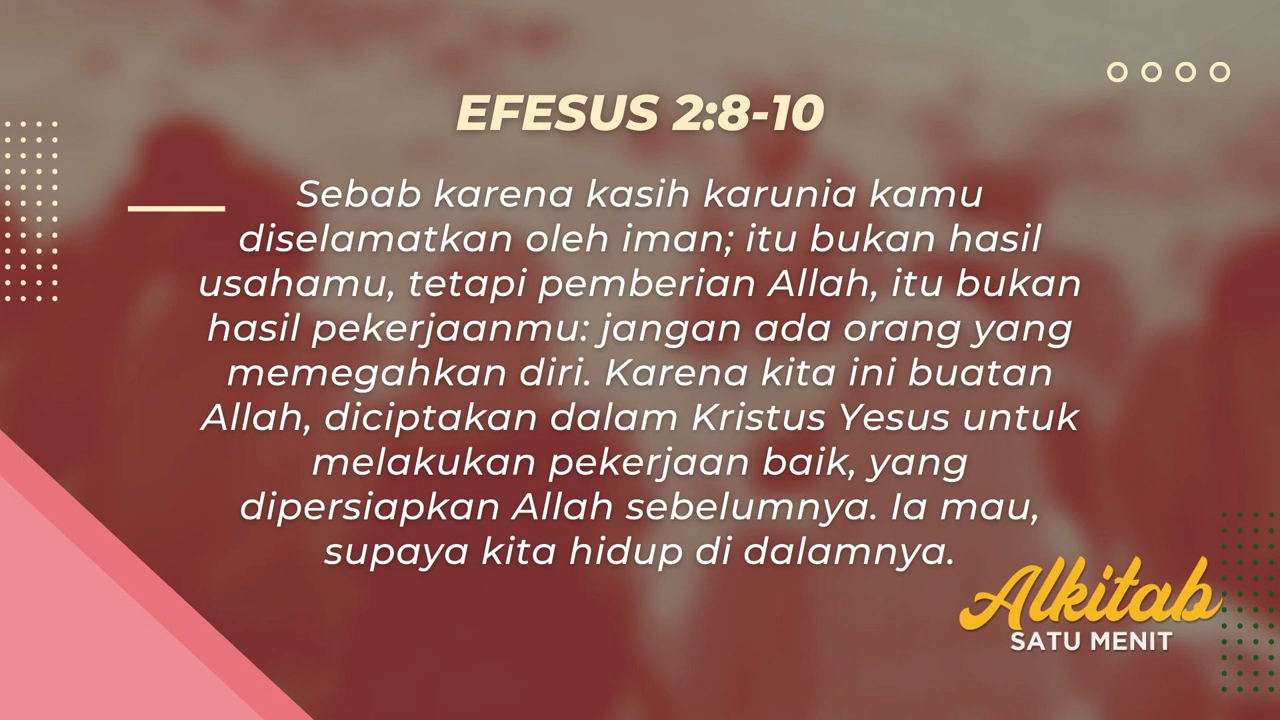 EFESUS 2:8-10
Sebab karena kasih karunia kamu
diselamatkan oleh iman; itu bukan hasil
usahamu, tetapi pemberian Allah, itu bukan
hasil pekerjaanmu: jangan ada orang yang
memegahkan diri. Karena kita ini buatan
Allah, diciptakan dalam Kristus Yesus untuk
melakukan pekerjaan baik, yang
dipersiapkan Allah sebelumnya. Ia mau,
supaya kita hidup di dalamnya.
Alkitab
SATU MENIT